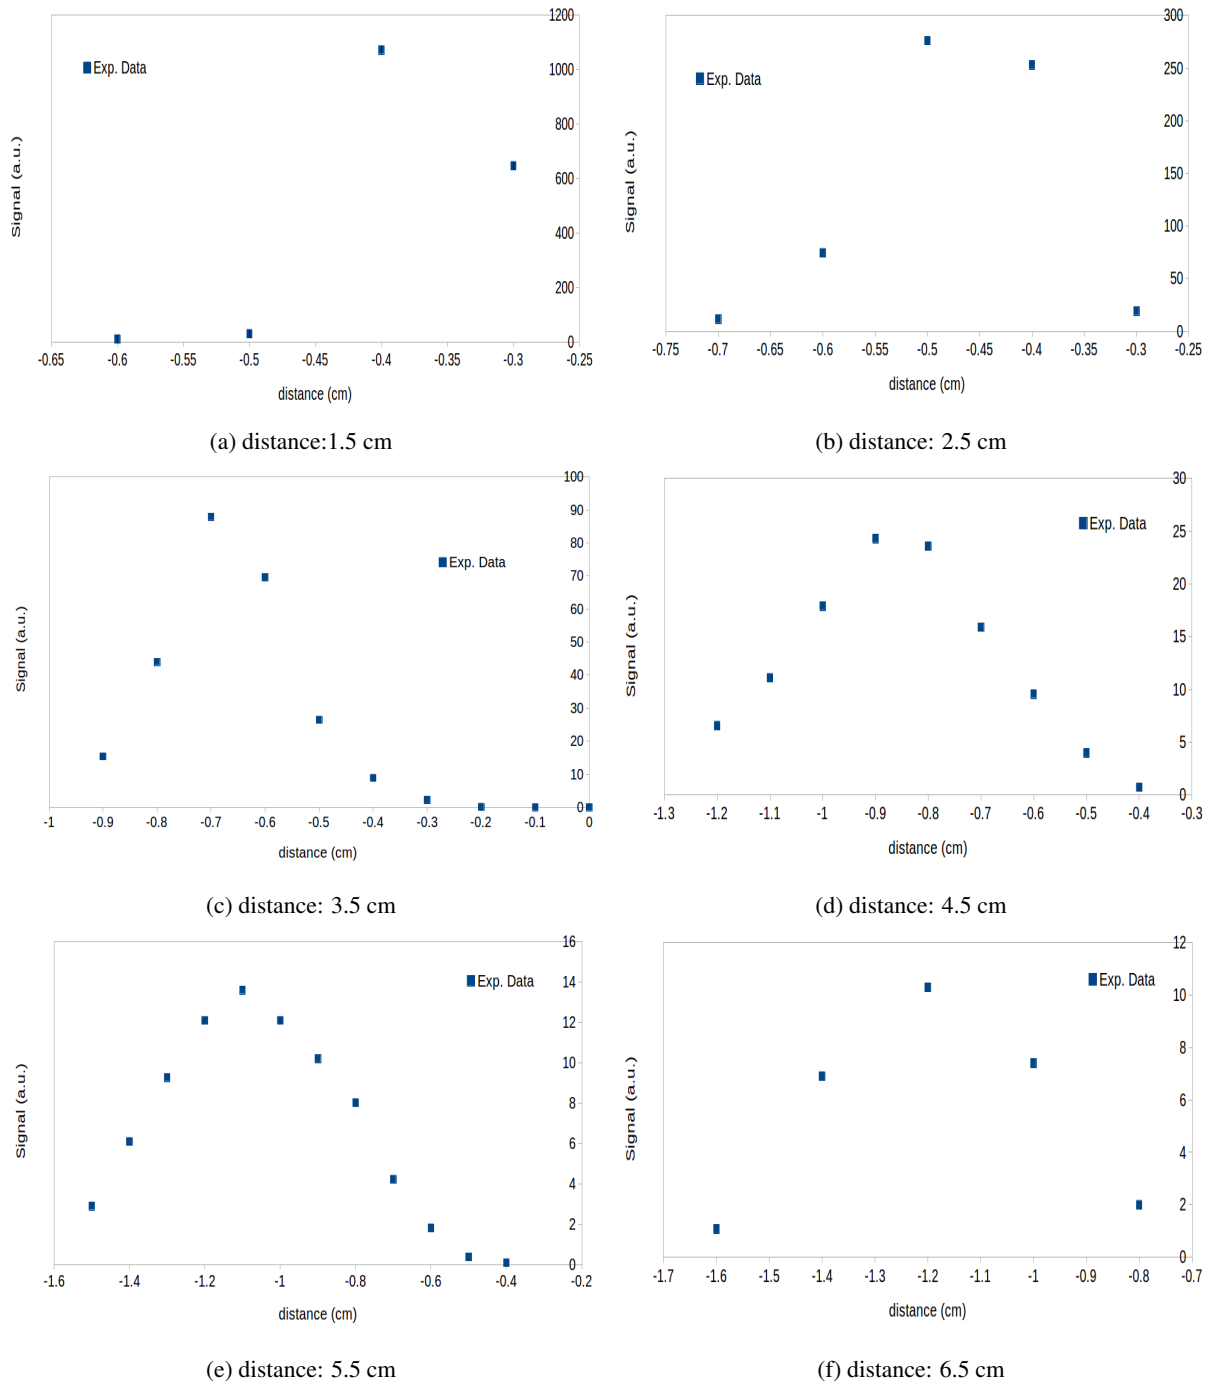 1200
1000
800
600
400
200
0
Exp. Data
Signal (a.u.)
-0.65 -0.6 -0.55 -0.5 -0.45 -0.4 -0.35 -0.3 -0.25
distance (cm)
(a) distance:1.5 cm
300
250
200
150
100
50
0
Exp. Data
Signal (a.u.)
-0.75 -0.7 -0.65 -0.6 -0.55 -0.5 -0.45 -0.4 -0.35 -0.3 -0.25
distance (cm)
(b) distance: 2.5 cm
100
90
80
70
60
50
40
30
20
10
0
Exp. Data
Signal (a.u.)
-1 -0.9 -0.8 -0.7 -0.6 -0.5 -0.4 -0.3 -0.2 -0.1 0
distance (cm)
(c) distance: 3.5 cm
30
25
20
15
10
5
0
Exp. Data
Signal (a.u.)
-1.3 -1.2 -1.1 -1 -0.9 -0.8 -0.7 -0.6 -0.5 -0.4 -0.3
distance (cm)
(d) distance: 4.5 cm
16
14
12
10
8
6
4
2
0
Exp. Data
Signal (a.u.)
-1.6 -1.4 -1.2 -1 -0.8 -0.6 -0.4 -0.2
distance (cm)
(e) distance: 5.5 cm
12
10
8
6
4
2
0
Exp. Data
Signal (a.u.)
-1.7 -1.6 -1.5 -1.4 -1.3 -1.2 -1.1 -1 -0.9 -0.8 -0.7
distance (cm)
(f) distance: 6.5 cm